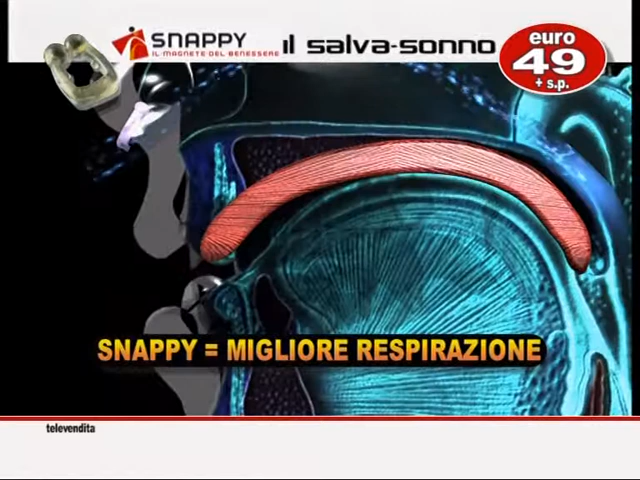 SNAPPY
IL MAGNETE DEL BENESSERE
il salva-sonno
euro
49
+ s.p.
SNAPPY = MIGLIORE RESPIRAZIONE
televendita